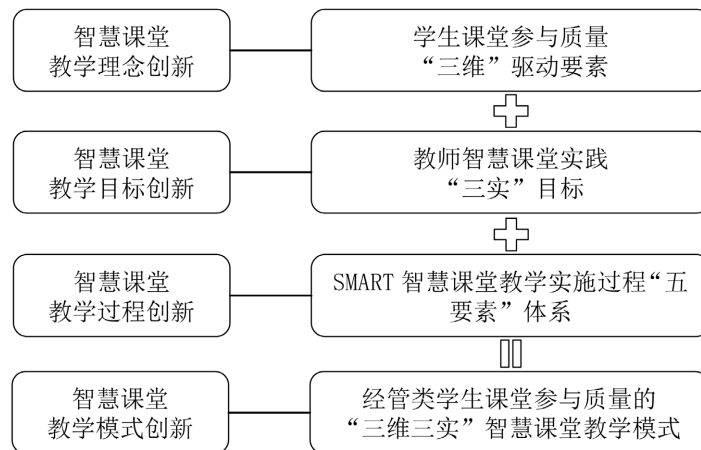 智慧课堂
教学理念创新
学生课堂参与质量
“三维”驱动要素
智慧课堂
教学目标创新
教师智慧课堂实践
“三实”目标
智慧课堂
教学过程创新
SMART 智慧课堂教学实施过程“五
要素”体系
智慧课堂
教学模式创新
经管类学生课堂参与质量的
“三维三实”智慧课堂教学模式